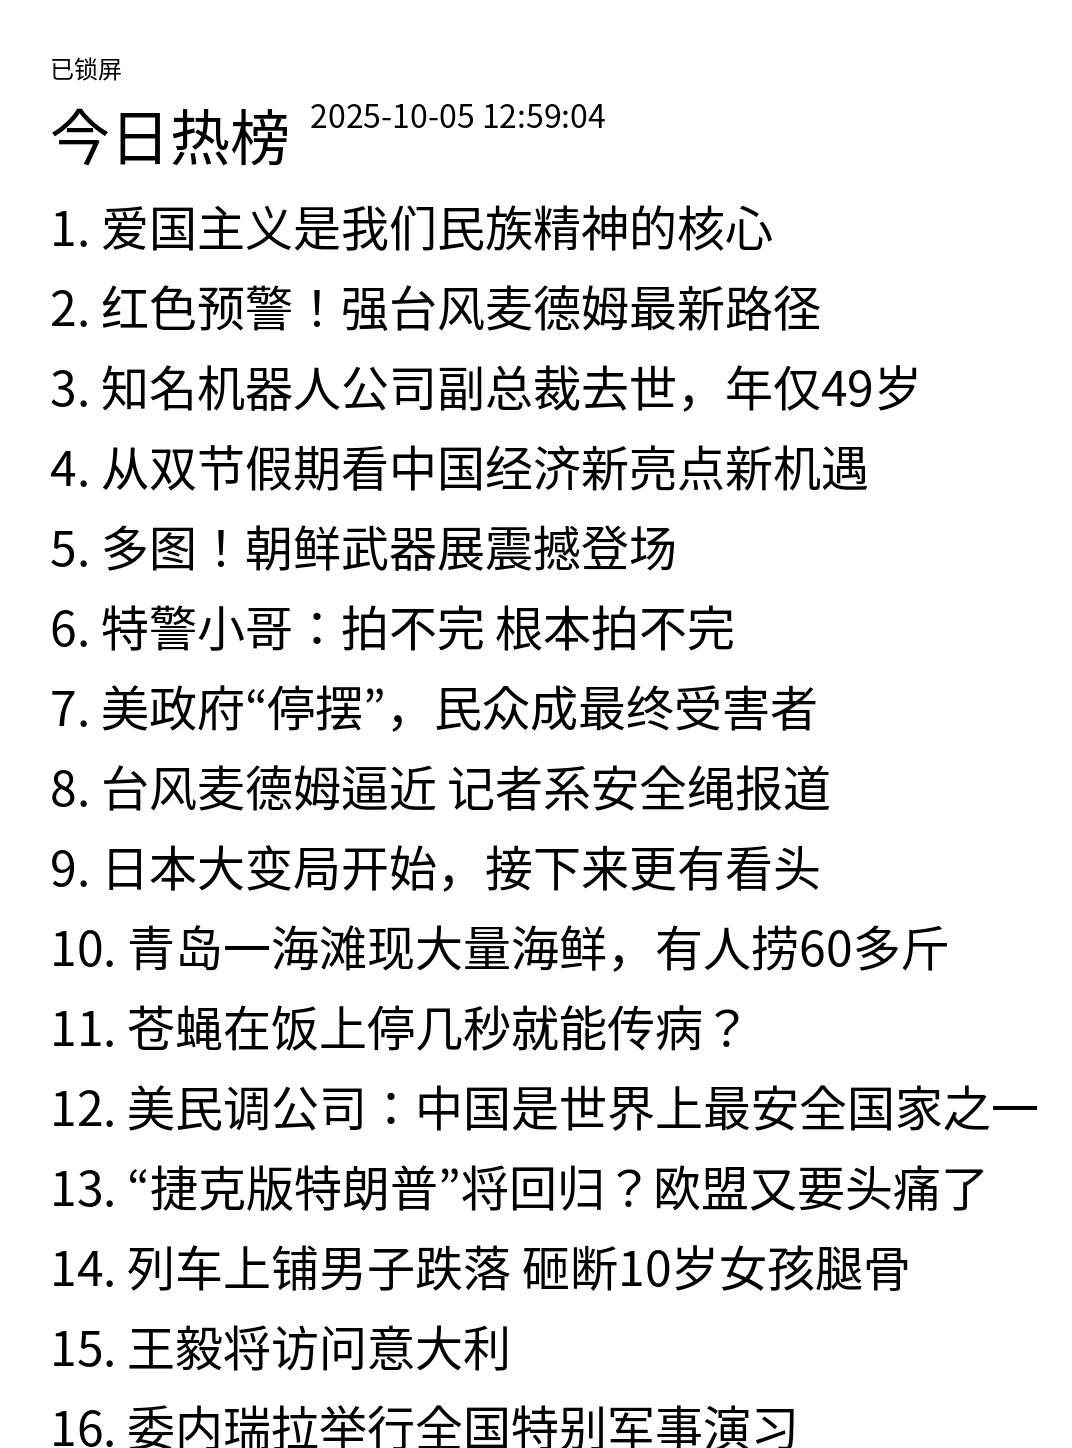 已锁屏
今日热榜 2025-10-05 12:59:04
1. 爱国主义是我们民族精神的核心
2. 红色预警！强台风麦德姆最新路径
3. 知名机器人公司副总裁去世，年仅49岁
4. 从双节假期看中国经济新亮点新机遇
5. 多图！朝鲜武器展震撼登场
6. 特警小哥：拍不完 根本拍不完
7. 美政府“停摆”，民众成最终受害者
8. 台风麦德姆逼近 记者系安全绳报道
9. 日本大变局开始，接下来更有看头
10. 青岛一海滩现大量海鲜，有人捞60多斤
11. 苍蝇在饭上停几秒就能传病？
12. 美民调公司：中国是世界上最安全国家之一
13. “捷克版特朗普”将回归？欧盟又要头痛了
14. 列车上铺男子跌落 砸断10岁女孩腿骨
15. 王毅将访问意大利
16. 委内瑞拉举行全国特别军事演习